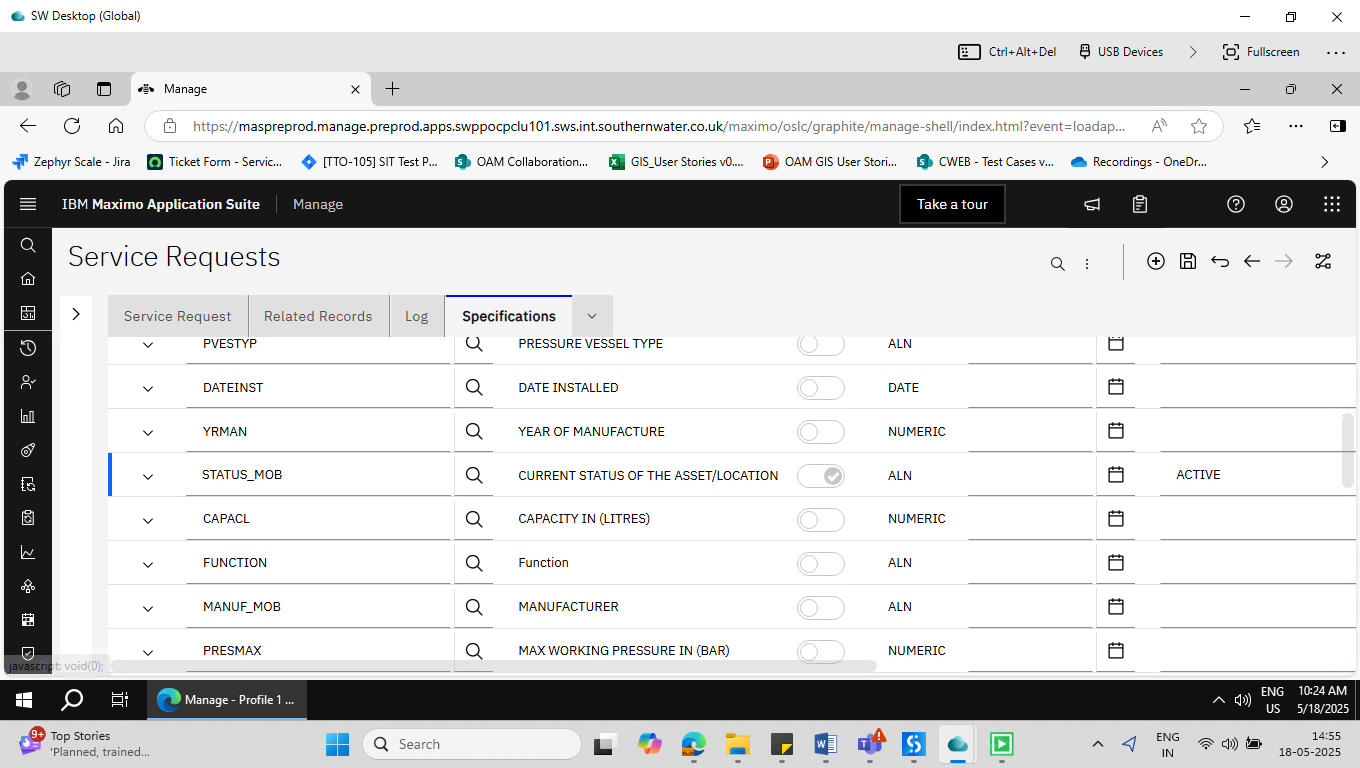 SW Desktop (Global)
Ctrl+Alt+Del
USB Devices
Fullscreen
Manage
https://maspreprod.manage.preprod.apps.swppocpclu101.sws.int.southernwater.co.uk/maximo/oslc/graphite/manage-shell/index.html?event=loadap...
Zephyr Scale - Jira
Ticket Form - Servic...
[TTO-105] SIT Test P...
OAM Collaboration...
GIS_User Stories v0....
OAM GIS User Stori...
CWEB - Test Cases v...
Recordings - OneDr...
IBM Maximo Application Suite
Manage
Take a tour
Service Requests
Service Request
Related Records
Log
Specifications
PVESTYP PRESSURE VESSEL TYPE ALN
DATEINST DATE INSTALLED DATE
YRMAN YEAR OF MANUFACTURE NUMERIC
STATUS_MOB CURRENT STATUS OF THE ASSET/LOCATION ALN ACTIVE
CAPACL CAPACITY IN (LITRES) NUMERIC
FUNCTION Function ALN
MANUF_MOB MANUFACTURER ALN
PRESMAX MAX WORKING PRESSURE IN (BAR) NUMERIC
javascript: void(0);
Manage - Profile 1 ...
ENG
US
10:24 AM
5/18/2025
9+
Top Stories
'Planned, trained...
Search
ENG
IN
14:55
18-05-2025